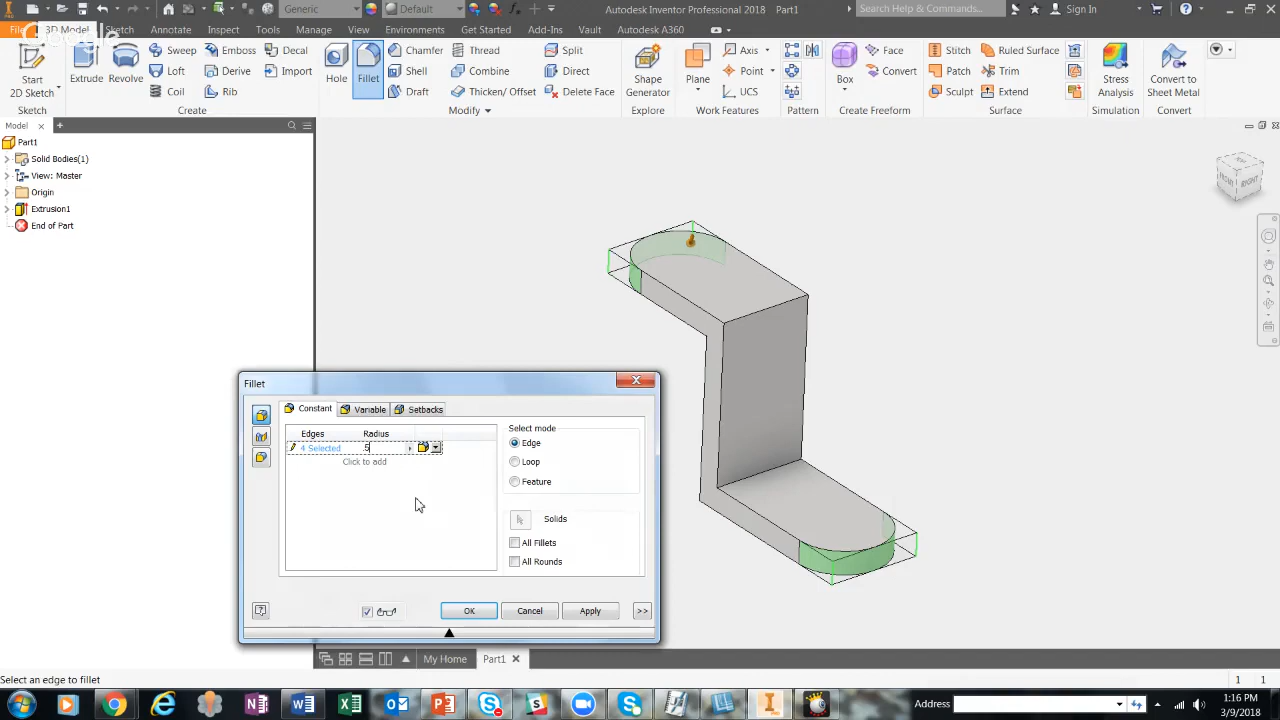 Generic
Default
Autodesk Inventor Professional 2018 Part1
Search Help & Commands...
Sign In
Google
3D Model
Sketch
Annotate
Inspect
Tools
Manage
View
Environments
Get Started
Add-Ins
Vault
Autodesk A360
Start
2D Sketch
Sketch
Extrude
Revolve
Sweep
Loft
Coil
Emboss
Derive
Rib
Decal
Import
Create
Hole
Fillet
Chamfer
Shell
Draft
Thread
Combine
Thicken/ Offset
Split
Direct
Delete Face
Modify
Shape
Generator
Explore
Plane
Axis
Point
UCS
Work Features
Pattern
Box
Face
Convert
Create Freeform
Stitch
Patch
Sculpt
Ruled Surface
Trim
Extend
Surface
Stress
Analysis
Simulation
Convert to
Sheet Metal
Convert
Model
Part1
Solid Bodies(1)
View: Master
Origin
Extrusion1
End of Part
FRONT
RIGHT
Fillet
Constant
Variable
Setbacks
Edges
Radius
4 Selected
.5
Click to add
Select mode
Edge
Loop
Feature
Solids
All Fillets
All Rounds
OK
Cancel
Apply
>>
My Home
Part1
Select an edge to fillet
1
1
Address
1:16 PM
3/9/2018